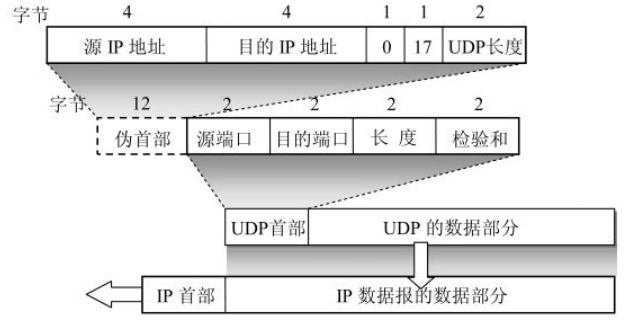 字节 4 4 1 1 2
源 IP 地址 目的 IP 地址 0 17 UDP长度
字节 12 2 2 2 2
伪首部 源端口 目的端口 长 度 检验和
UDP首部 UDP 的数据部分
IP 首部 IP 数据报的数据部分